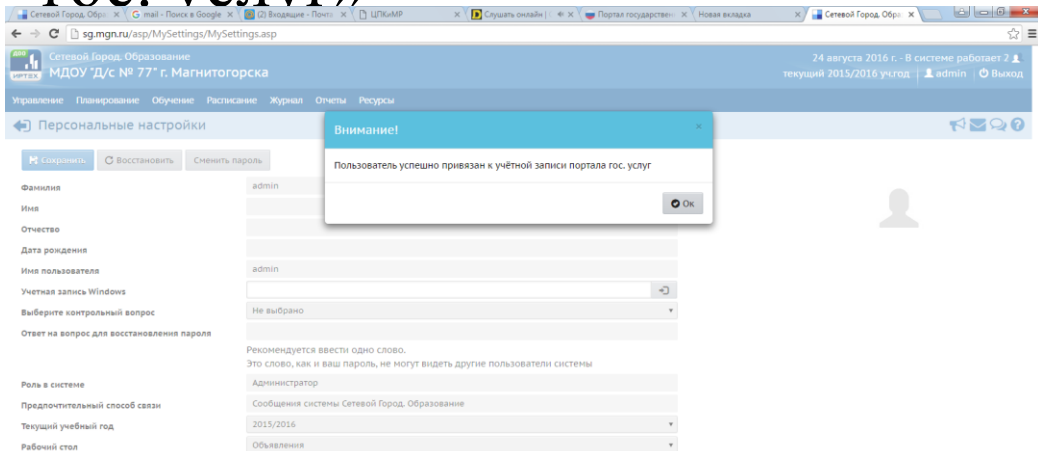 гос. услуг»
Сетевой Город. Обра
G mail - Поиск в Google
(2) Входящие - Почта
ЦПКиМР
Слушать онлайн
Портал государствен
Новая вкладка
Сетевой Город. Обра
sg.mgn.ru/asp/MySettings/MySettings.asp
ИРТех
Сетевой Город. Образование
МДОУ "Д/с № 77" г. Магнитогорска
24 августа 2016 г. - В системе работает 2
текущий 2015/2016 уч.год
admin
Выход
Управление Планирование Обучение Расписание Журнал Отчеты Ресурсы
Персональные настройки
Внимание!
Пользователь успешно привязан к учётной записи портала гос. услуг
Ок
Сохранить
Восстановить
Сменить пароль
Фамилия admin
Имя
Отчество
Дата рождения
Имя пользователя admin
Учетная запись Windows
Выберите контрольный вопрос Не выбрано
Ответ на вопрос для восстановления пароля
Рекомендуется ввести одно слово.
Это слово, как и ваш пароль, не могут видеть другие пользователи системы
Роль в системе Администратор
Предпочтительный способ связи Сообщения системы Сетевой Город. Образование
Текущий учебный год 2015/2016
Рабочий стол Объявления